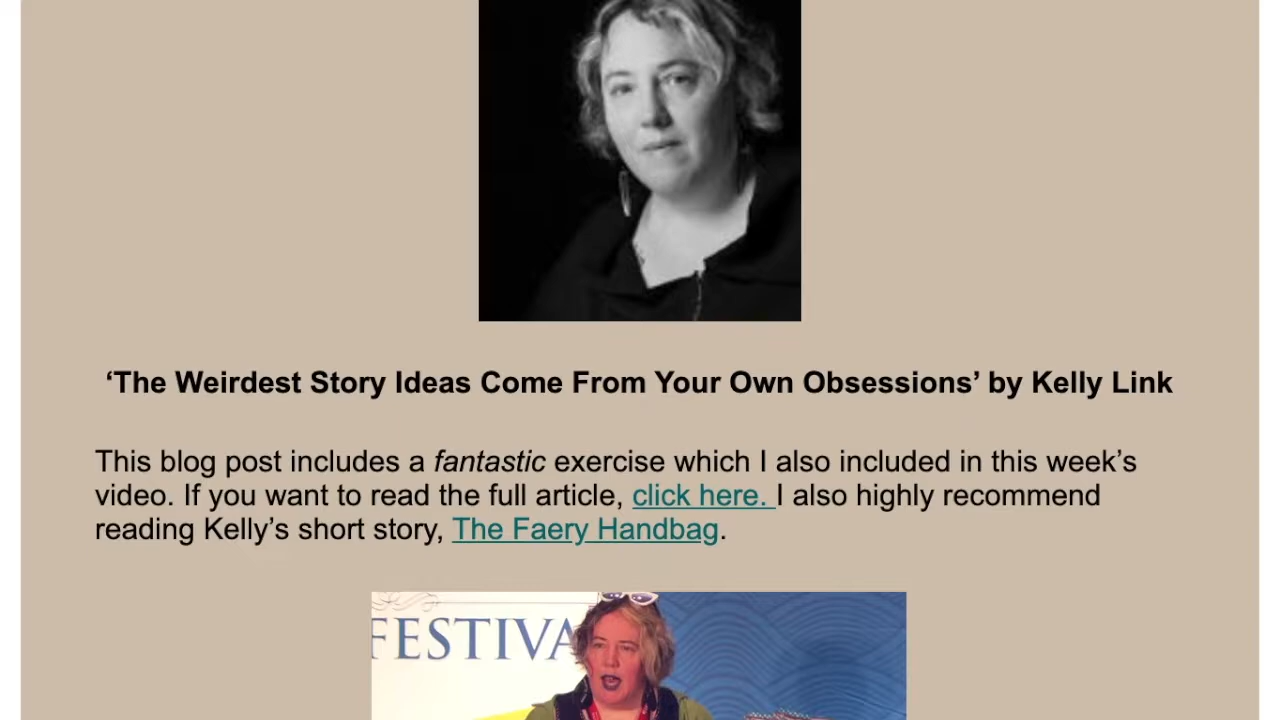 ‘The Weirdest Story Ideas Come From Your Own Obsessions’ by Kelly Link
This blog post includes a fantastic exercise which I also included in this week’s
video. If you want to read the full article, click here. I also highly recommend
reading Kelly’s short story, The Faery Handbag.
FESTIVA